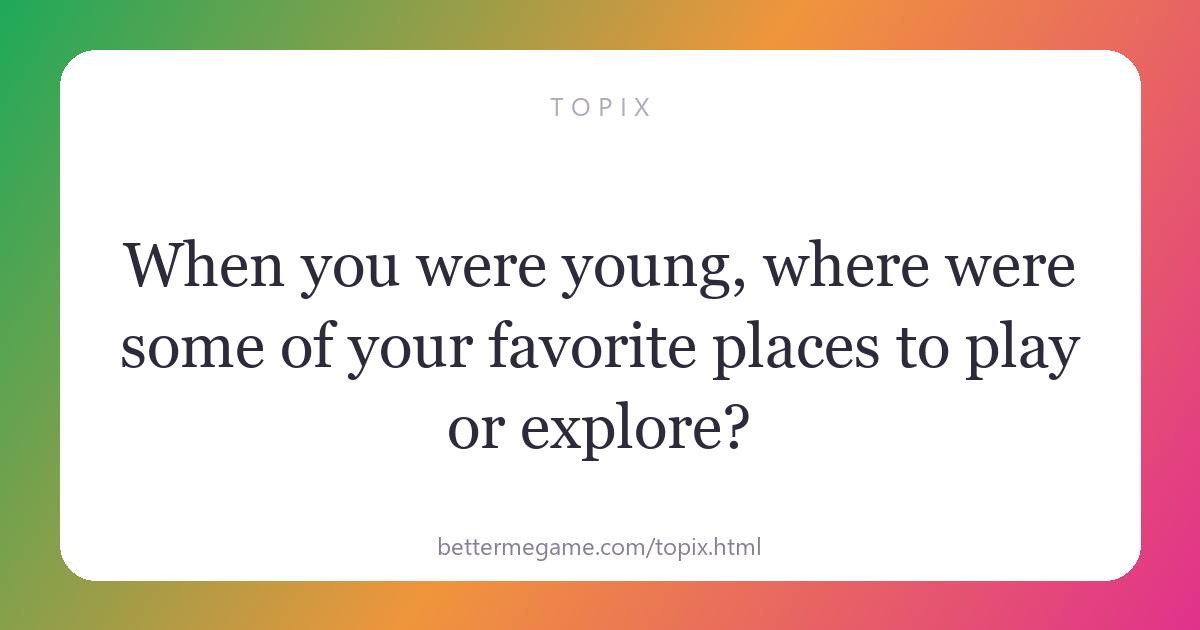 TOPIX
When you were young, where were
some of your favorite places to play
or explore?
bettermegame.com/topix.html